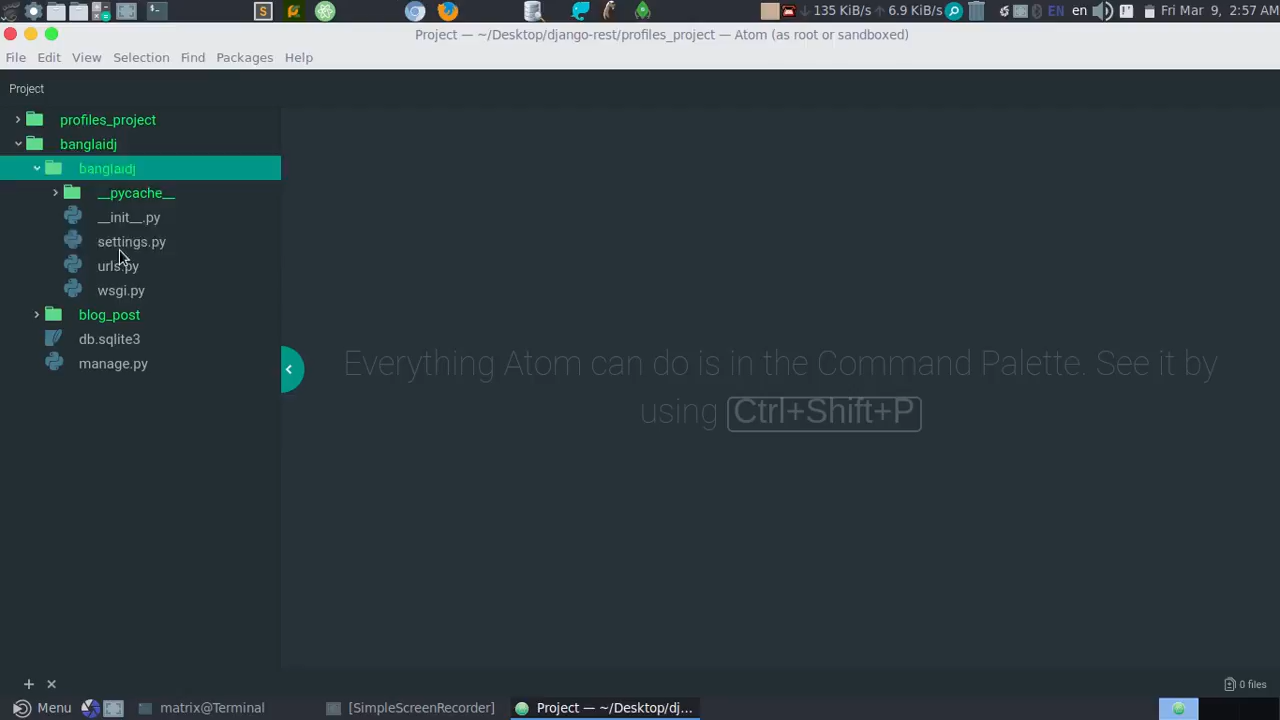 135 KiB/s 6.9 KiB/s EN en Fri Mar 9, 2:57 AM
Project — ~/Desktop/django-rest/profiles_project — Atom (as root or sandboxed)
File Edit View Selection Find Packages Help
Project
profiles_project
banglaidj
banglaidj
__pycache__
__init__.py
settings.py
urls.py
wsgi.py
blog_post
db.sqlite3
manage.py
Everything Atom can do is in the Command Palette. See it by
using Ctrl+Shift+P
0 files
Menu matrix@Terminal [SimpleScreenRecorder] Project — ~/Desktop/dj...